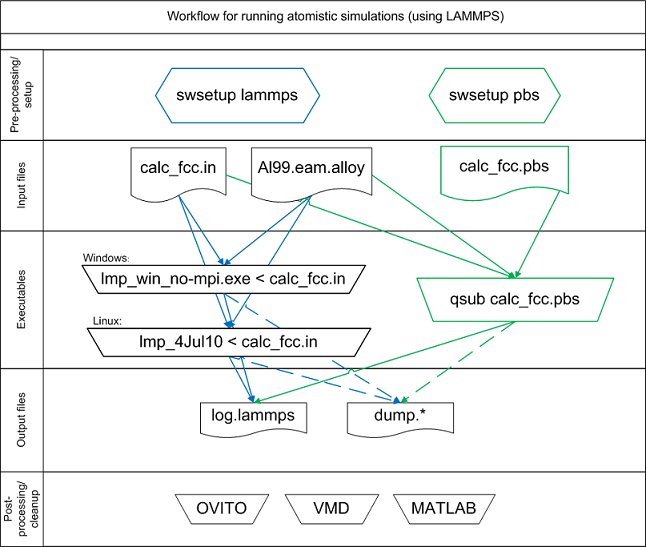 Workflow for running atomistic simulations (using LAMMPS)
Pre-processing/
setup
swsetup lammps
swsetup pbs
Input files
calc_fcc.in
Al99.eam.alloy
calc_fcc.pbs
Executables
Windows:
lmp_win_no-mpi.exe < calc_fcc.in
qsub calc_fcc.pbs
Linux:
lmp_4Jul10 < calc_fcc.in
Output files
log.lammps
dump.*
Post-
processing/
cleanup
OVITO
VMD
MATLAB